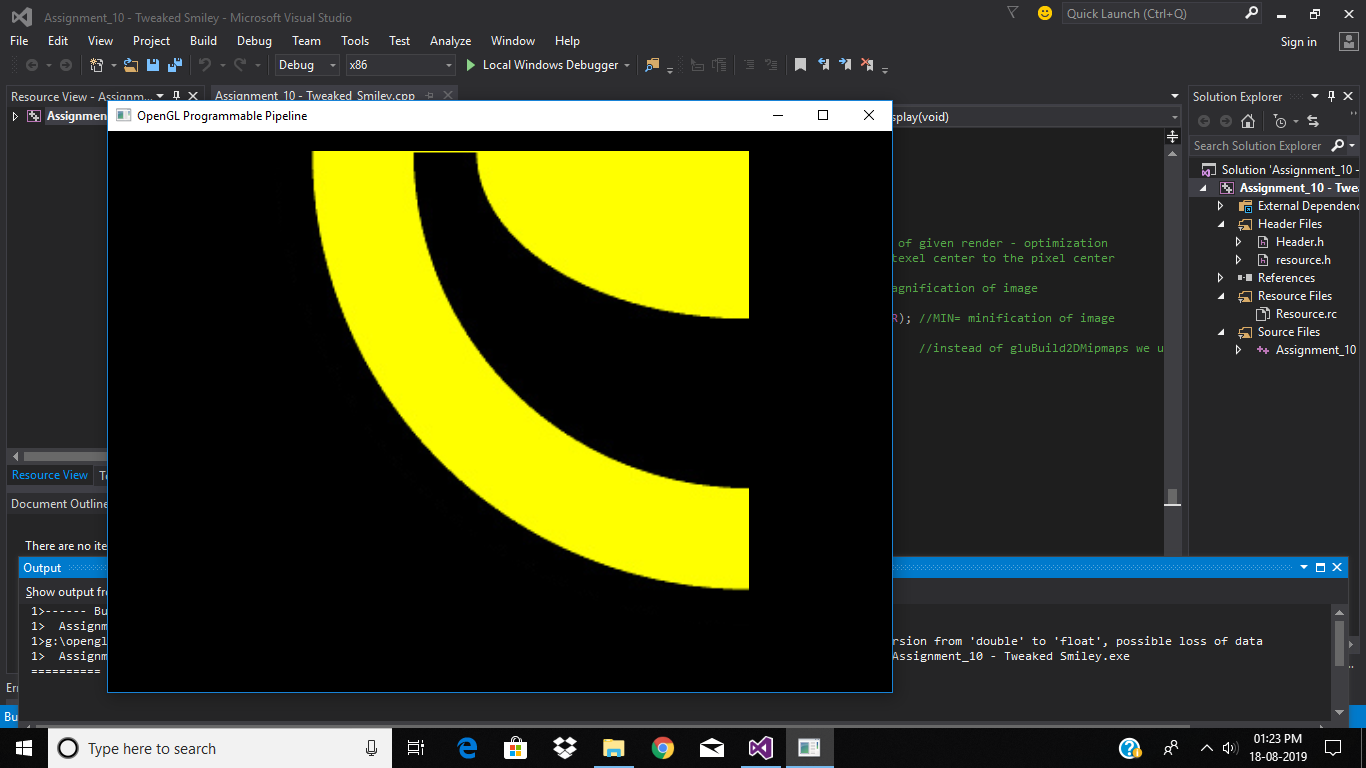 Assignment_10 - Tweaked Smiley - Microsoft Visual Studio
Quick Launch (Ctrl+Q)
File Edit View Project Build Debug Team Tools Test Analyze Window Help
Sign in
Debug x86 Local Windows Debugger
Resource View - Assignm...
Assignment_10 - Tweaked Smiley.cpp
Solution Explorer
Assignment
OpenGL Programmable Pipeline
splay(void)
Search Solution Explorer
Solution 'Assignment_10 -
Assignment_10 - Twea
External Dependenc
Header Files
Header.h
resource.h
References
Resource Files
Resource.rc
Source Files
Assignment_10
of given render - optimization
texel center to the pixel center
agnification of image
R); //MIN= minification of image
//instead of gluBuild2DMipmaps we u
Resource View
Document Outline
There are no ite
Output
Show output fro
1>------ Bu
1> Assignm
1>g:\opengl rsion from 'double' to 'float', possible loss of data
1> Assignm Assignment_10 - Tweaked Smiley.exe
==========
Err
Bu
Type here to search
01:23 PM
18-08-2019